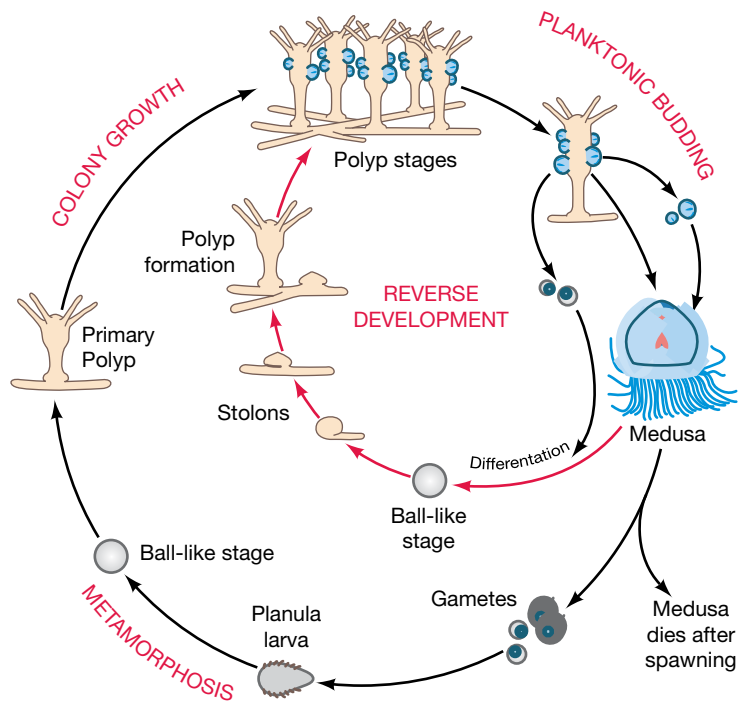 PLANKTONIC BUDDING
COLONY GROWTH
Polyp stages
Polyp
formation
REVERSE
DEVELOPMENT
Primary
Polyp
Stolons
Medusa
Differentation
Ball-like
stage
Ball-like stage
METAMORPHOSIS
Planula
larva
Gametes
Medusa
dies after
spawning